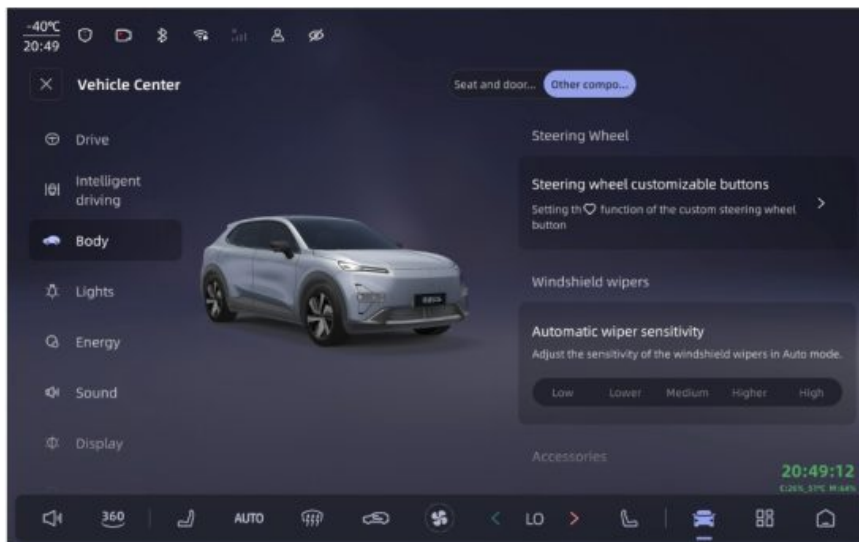 -40℃
20:49
Vehicle Center
Seat and door...
Other compo...
Drive
Intelligent
driving
Body
Lights
Energy
Sound
Display
Steering Wheel
Steering wheel customizable buttons
Setting th♡ function of the custom steering wheel
button
Windshield wipers
Automatic wiper sensitivity
Adjust the sensitivity of the windshield wipers in Auto mode.
Low Lower Medium Higher High
Accessories
20:49:12
360 AUTO < LO >